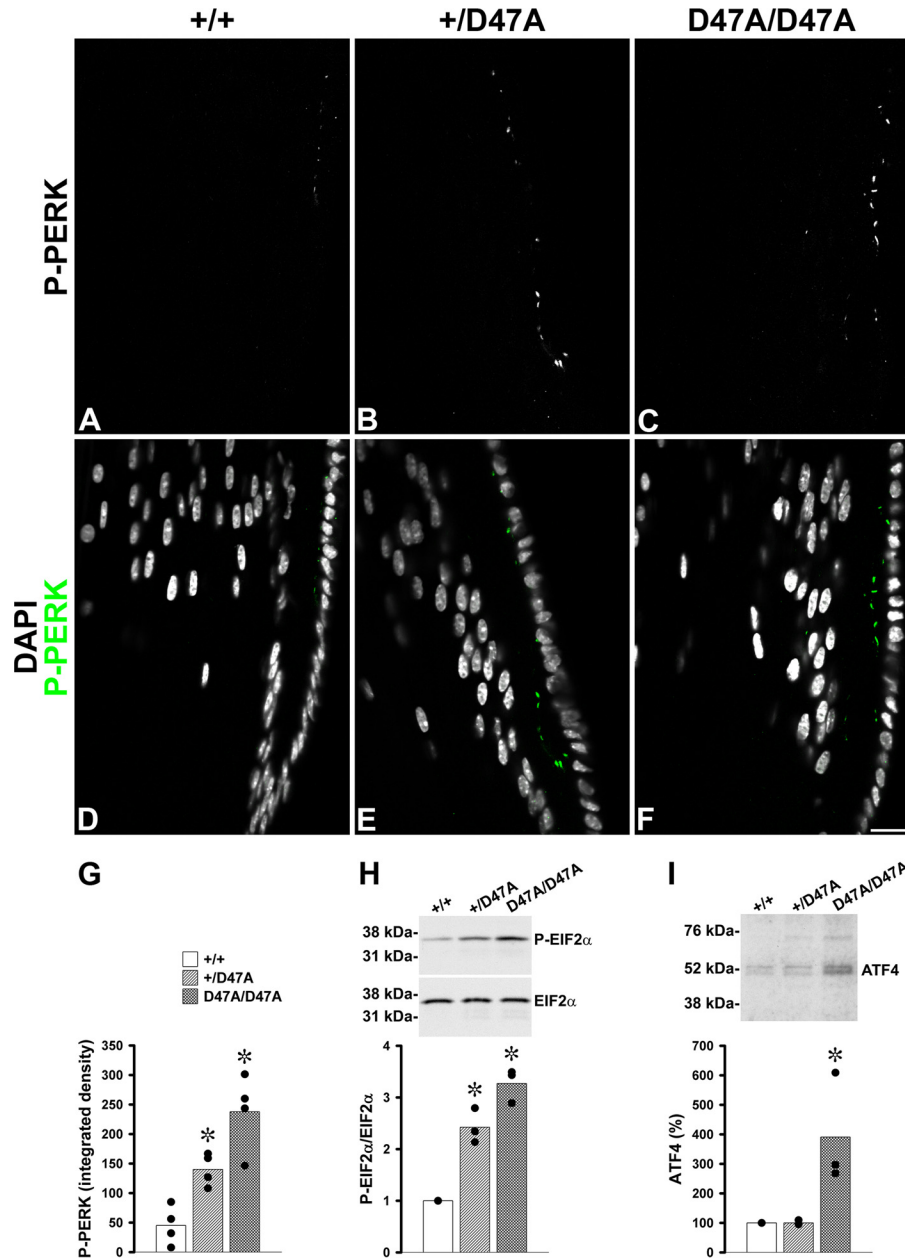 +/+ +/D47A D47A/D47A
P-PERK
A B C
DAPI
P-PERK
D E F
G H I
+/+ +/D47A D47A/D47A
+/+ +/D47A D47A/D47A
+/+
+/D47A
D47A/D47A
38 kDa-
31 kDa-
P-EIF2α
38 kDa-
31 kDa-
EIF2α
76 kDa-
52 kDa-
38 kDa-
ATF4
P-PERK (integrated density)
350
300
250
200
150
100
50
0
*
*
P-EIF2α/EIF2α
4
3
2
1
0
*
*
ATF4 (%)
700
600
500
400
300
200
100
0
*